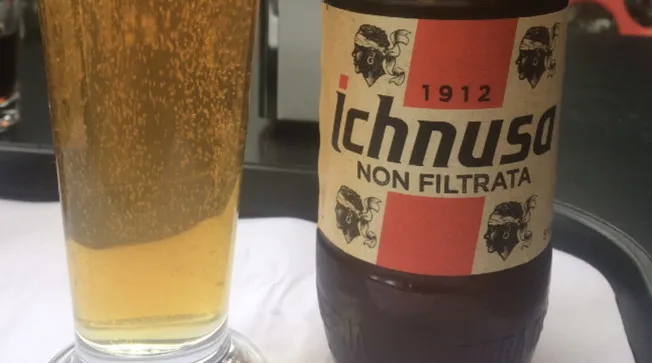 1912
ichnusa
NON FILTRATA